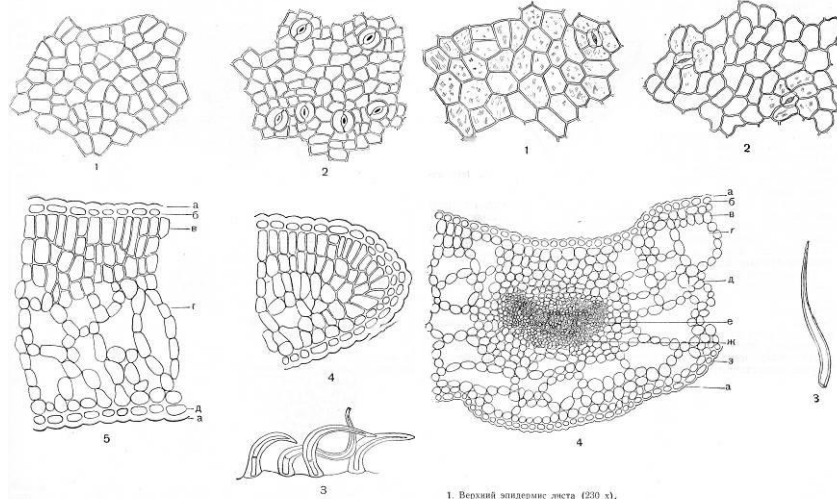 1
2
1
2
а
б
в
г
д
а
5
4
3
а
б
в
г
д
е
ж
з
а
4
3
1. Верхний эпидермис листа (230 х).